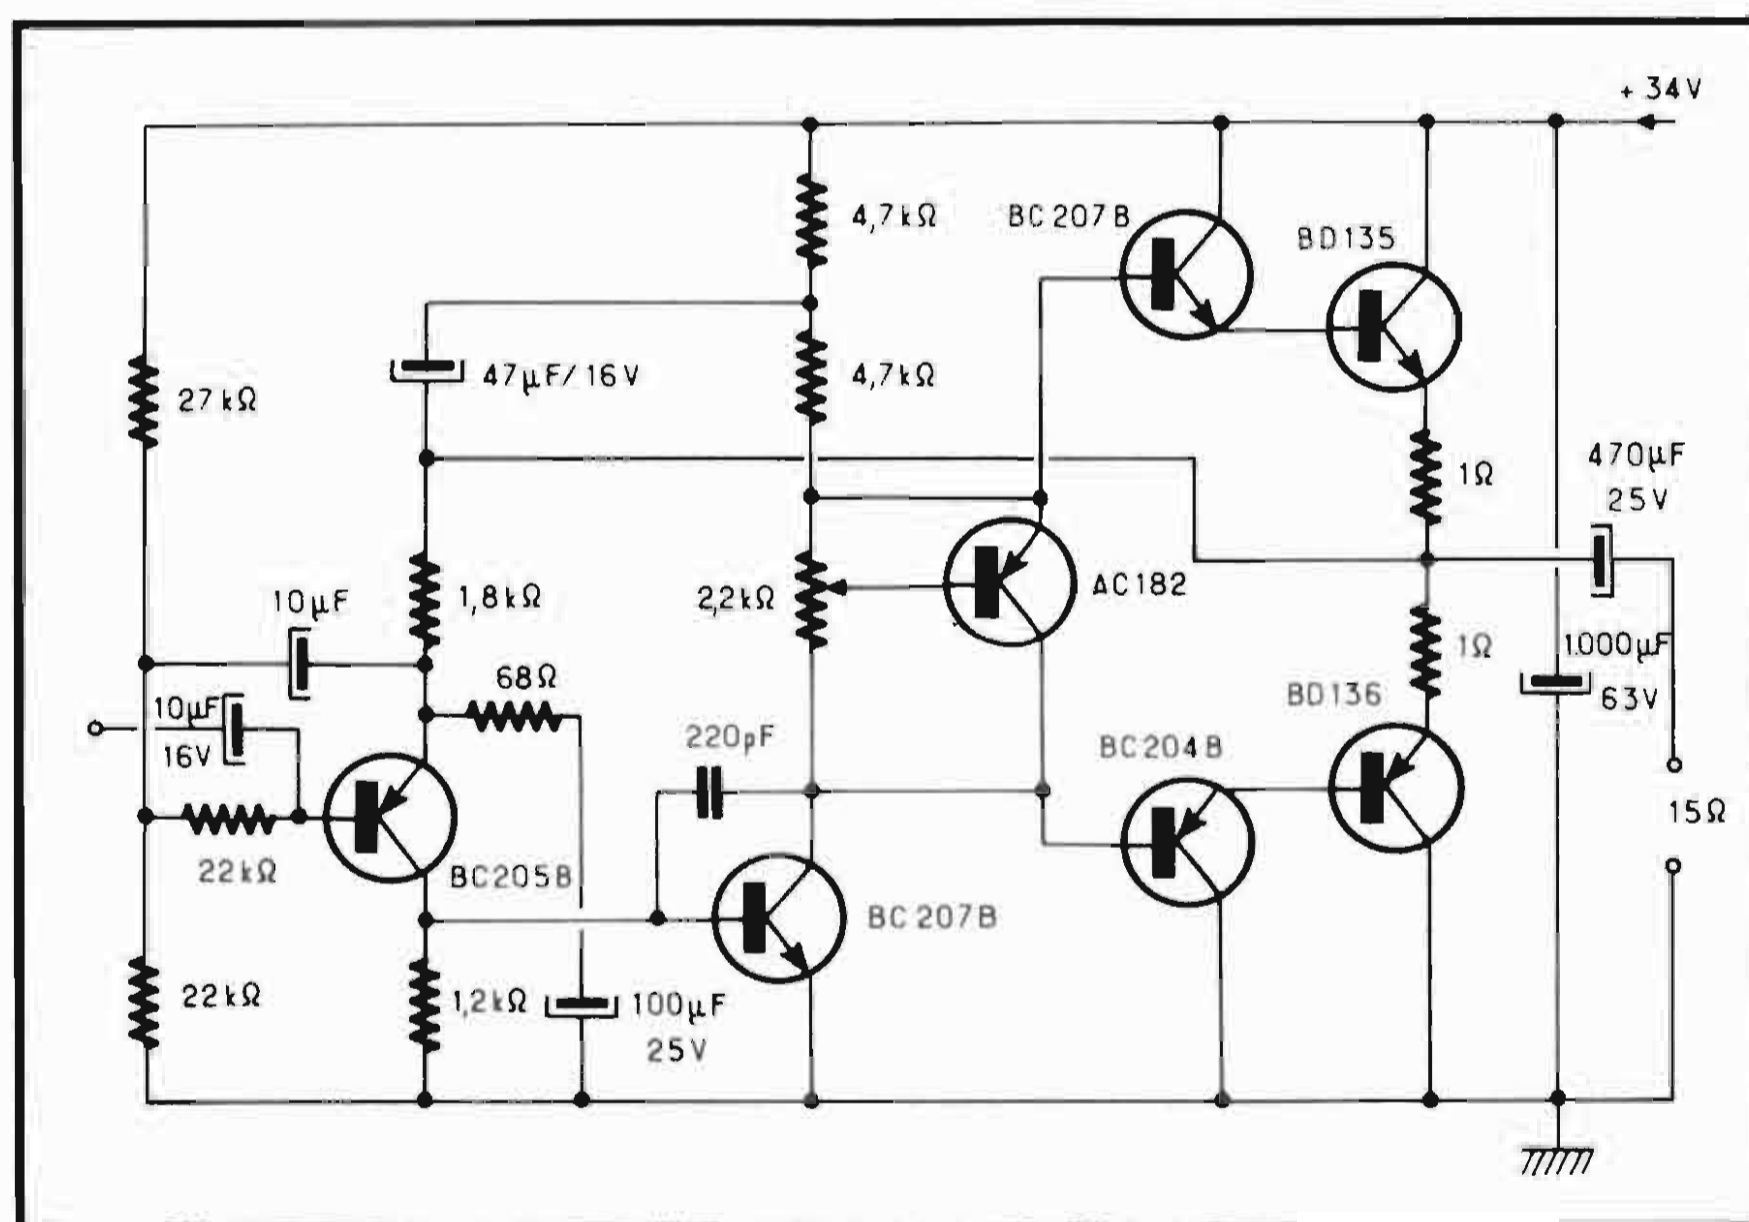 + 34V
4,7kΩ
BC207B
BD135
27kΩ
47µF/16V
4,7kΩ
1Ω
470µF
25V
10µF
1,8kΩ
2,2kΩ
AC182
68Ω
1Ω
1.000µF
63V
10µF
16V
220pF
BC204B
BD136
15Ω
22kΩ
BC205B
BC207B
22kΩ
1,2kΩ
100µF
25V